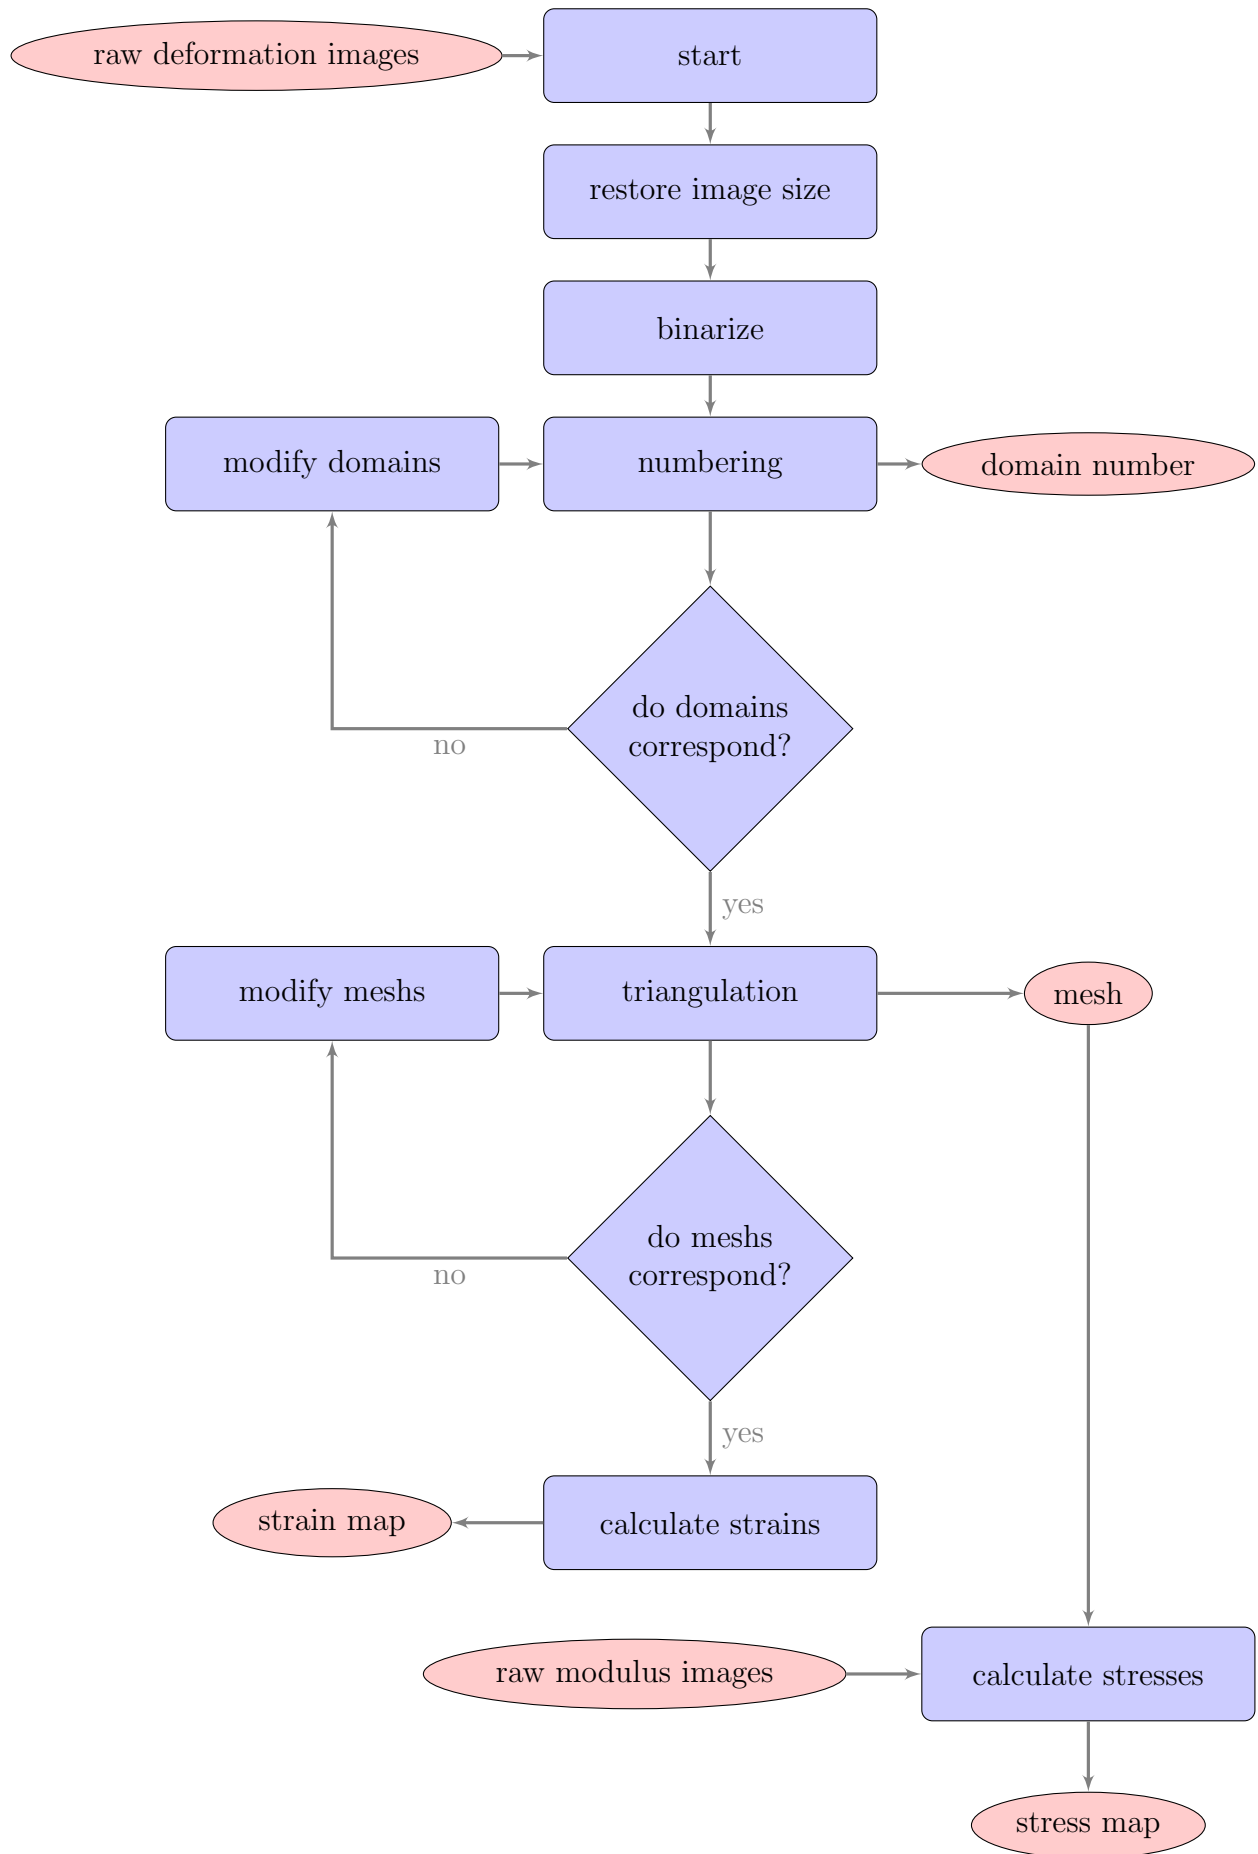 raw deformation images
start
restore image size
binarize
modify domains
numbering
domain number
do domains
correspond?
no
yes
modify meshs
triangulation
mesh
do meshs
correspond?
no
yes
strain map
calculate strains
raw modulus images
calculate stresses
stress map